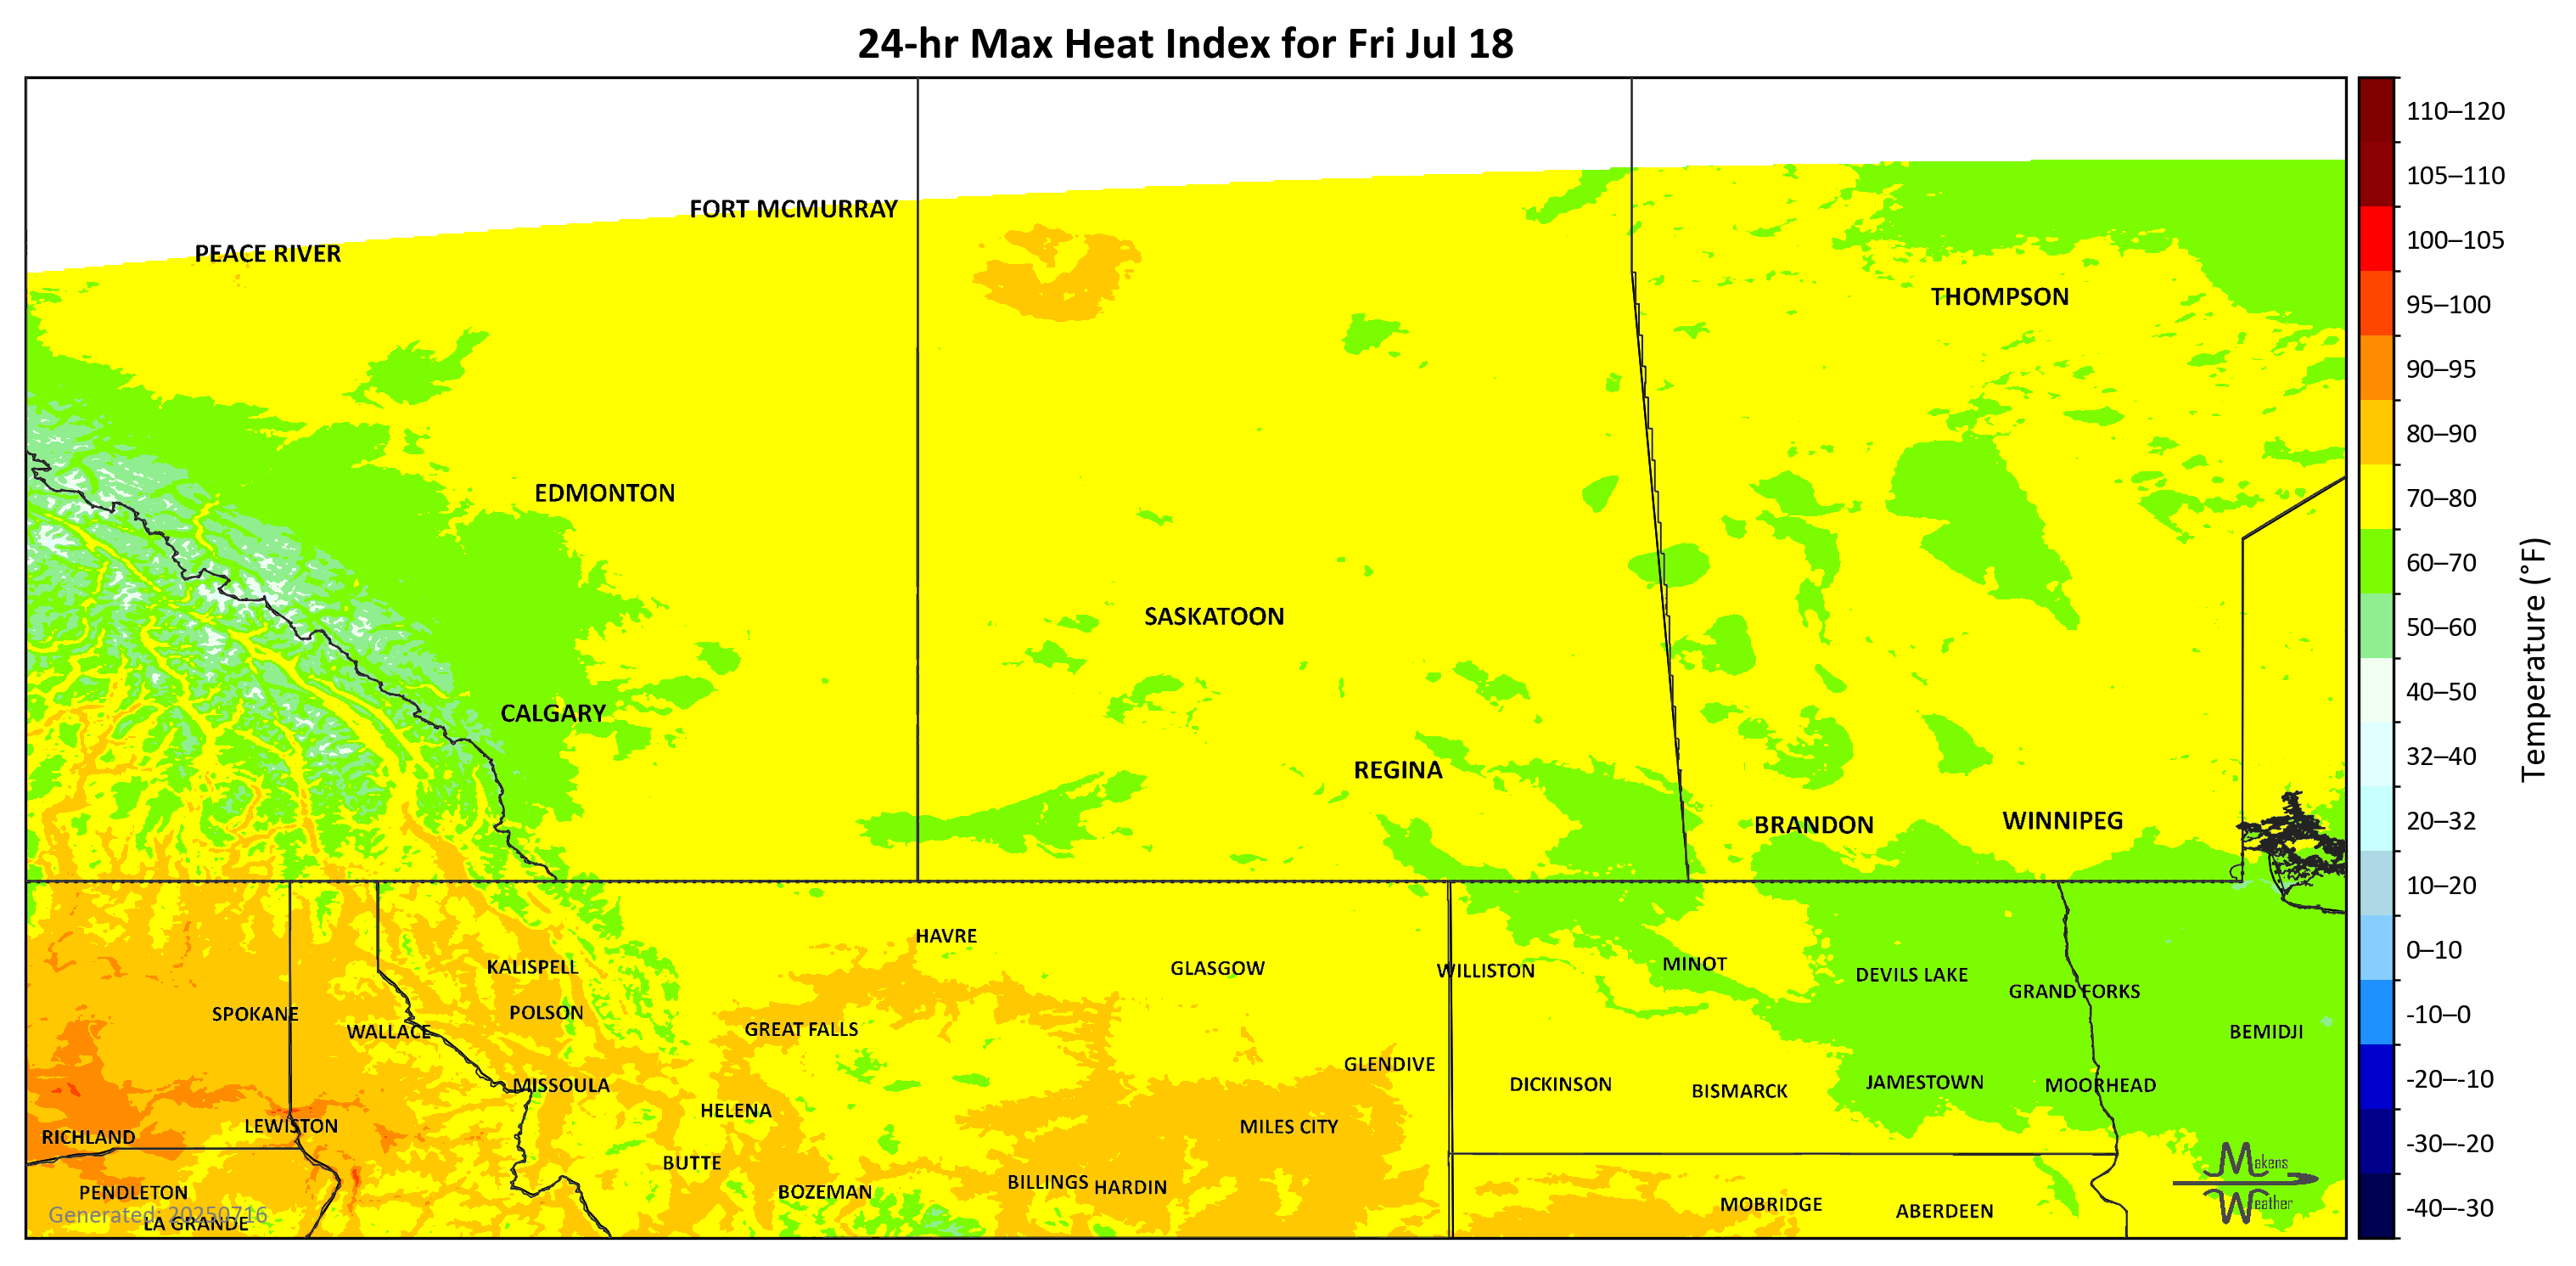 24-hr Max Heat Index for Fri Jul 18
110–120
105–110
100–105
95–100
90–95
80–90
70–80
60–70
50–60
40–50
32–40
20–32
10–20
0–10
-10–0
-20–-10
-30–-20
-40–-30
Temperature (°F)
FORT MCMURRAY
PEACE RIVER
THOMPSON
EDMONTON
SASKATOON
CALGARY
REGINA
BRANDON
WINNIPEG
HAVRE
KALISPELL
GLASGOW
WILLISTON
MINOT
DEVILS LAKE
GRAND FORKS
SPOKANE
POLSON
WALLACE
GREAT FALLS
BEMIDJI
GLENDIVE
MISSOULA
DICKINSON
BISMARCK
JAMESTOWN
MOORHEAD
HELENA
LEWISTON
MILES CITY
RICHLAND
BUTTE
BOZEMAN
BILLINGS
HARDIN
PENDLETON
MOBRIDGE
ABERDEEN
LA GRANDE
Generated: 20250716
Makens
Weather